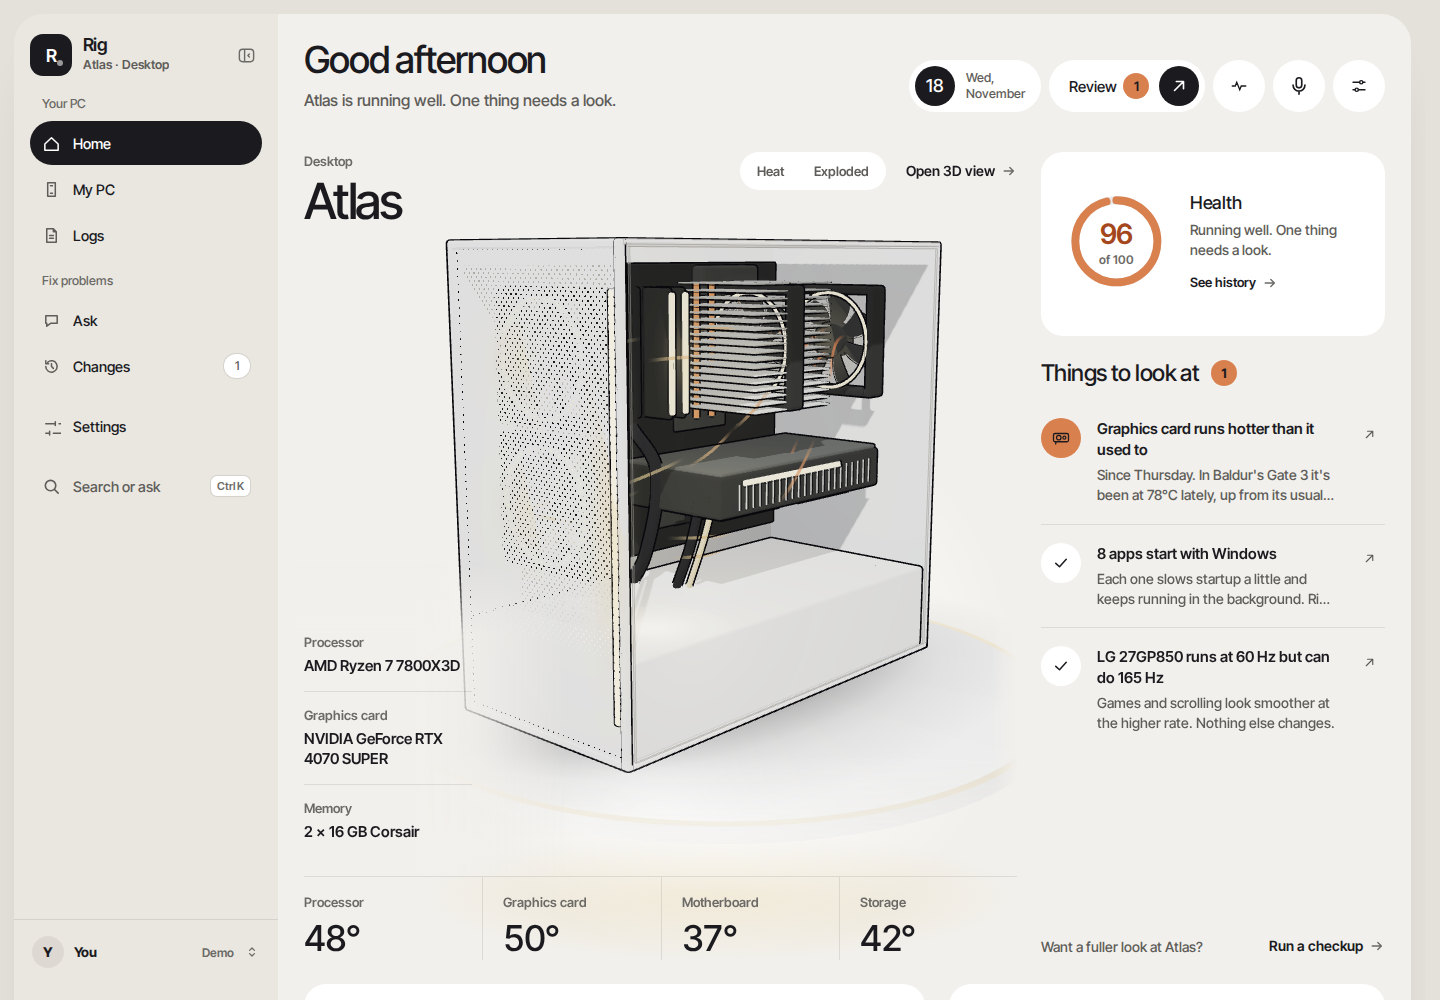 R
Rig
Atlas · Desktop
Your PC
Home
My PC
Logs
Fix problems
Ask
Changes
1
Settings
Search or ask
Ctrl K
Y
You
Demo
Good afternoon
Atlas is running well. One thing needs a look.
18
Wed,
November
Review
1
Desktop
Atlas
Heat
Exploded
Open 3D view
Processor
AMD Ryzen 7 7800X3D
Graphics card
NVIDIA GeForce RTX
4070 SUPER
Memory
2 × 16 GB Corsair
Processor
48°
Graphics card
50°
Motherboard
37°
Storage
42°
96
of 100
Health
Running well. One thing
needs a look.
See history
Things to look at
1
Graphics card runs hotter than it
used to
Since Thursday. In Baldur's Gate 3 it's
been at 78°C lately, up from its usual...
8 apps start with Windows
Each one slows startup a little and
keeps running in the background. Ri...
LG 27GP850 runs at 60 Hz but can
do 165 Hz
Games and scrolling look smoother at
the higher rate. Nothing else changes.
Want a fuller look at Atlas?
Run a checkup